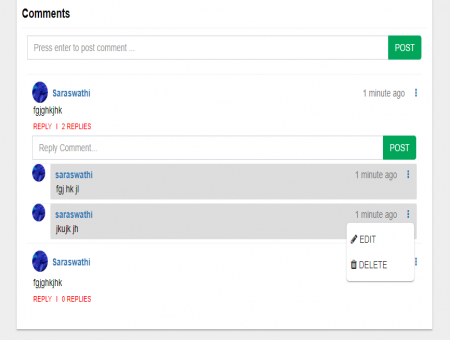 Comments
Press enter to post comment ... POST
Saraswathi 1 minute ago
fgjghkjhk
REPLY I 2 REPLIES
Reply Comment... POST
saraswathi 1 minute ago
fgj hk jl
saraswathi 1 minute ago
jkujk jh
EDIT
Saraswathi
DELETE
fgjghkjhk
REPLY I 0 REPLIES